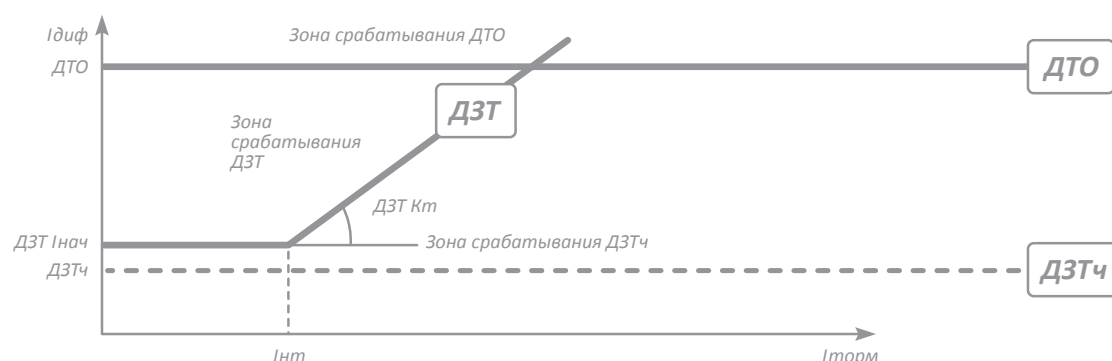 Iдиф
Зона срабатывания ДТО
ДТО
ДТО
ДЗТ
Зона
срабатывания
ДЗТ
ДЗТ Кт
ДЗТ Iнач
Зона срабатывания ДЗТч
ДЗТч
ДЗТч
Iнт
Iторм